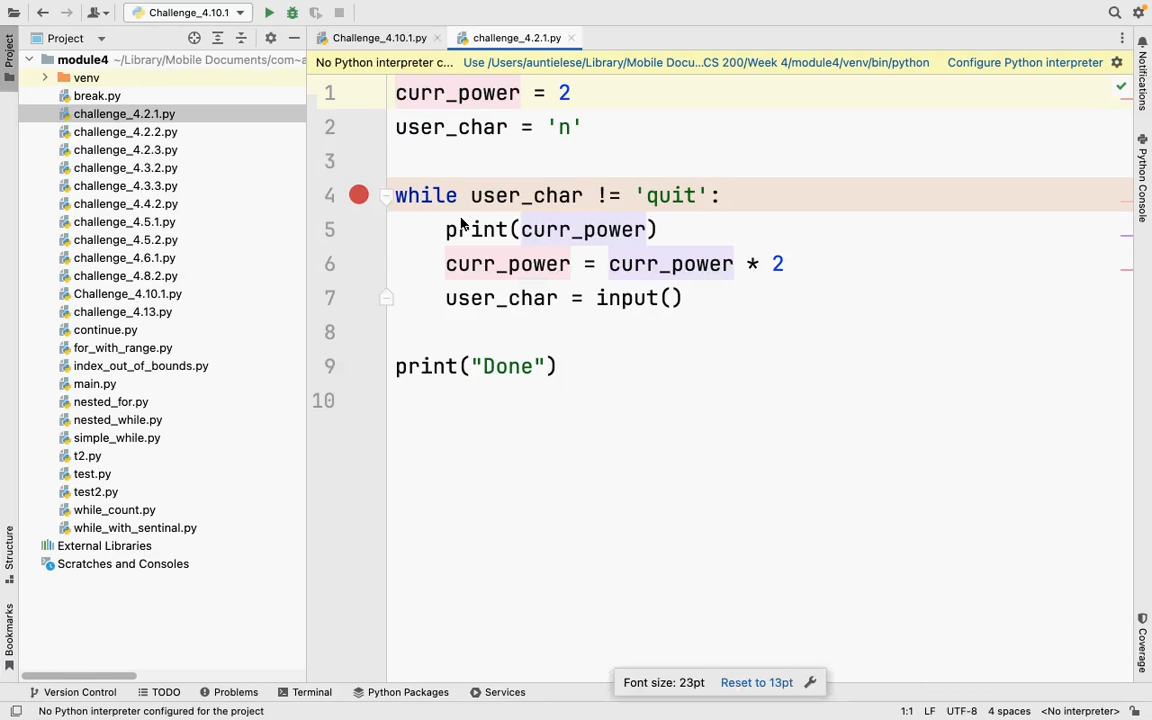 Challenge_4.10.1
Project
Challenge_4.10.1.py
challenge_4.2.1.py
module4 ~/Library/Mobile Documents/com~a
No Python interpreter c... Use /Users/auntielese/Library/Mobile Docu...CS 200/Week 4/module4/venv/bin/python Configure Python interpreter
venv
break.py
challenge_4.2.1.py
challenge_4.2.2.py
challenge_4.2.3.py
challenge_4.3.2.py
challenge_4.3.3.py
challenge_4.4.2.py
challenge_4.5.1.py
challenge_4.5.2.py
challenge_4.6.1.py
challenge_4.8.2.py
Challenge_4.10.1.py
challenge_4.13.py
continue.py
for_with_range.py
index_out_of_bounds.py
main.py
nested_for.py
nested_while.py
simple_while.py
t2.py
test.py
test2.py
while_count.py
while_with_sentinal.py
External Libraries
Scratches and Consoles
1 curr_power = 2
2 user_char = 'n'
3
4 while user_char != 'quit':
5 print(curr_power)
6 curr_power = curr_power * 2
7 user_char = input()
8
9 print("Done")
10
Project
Structure
Bookmarks
Notifications
Python Console
Coverage
Font size: 23pt Reset to 13pt
Version Control TODO Problems Terminal Python Packages Services
No Python interpreter configured for the project 1:1 LF UTF-8 4 spaces <No interpreter>